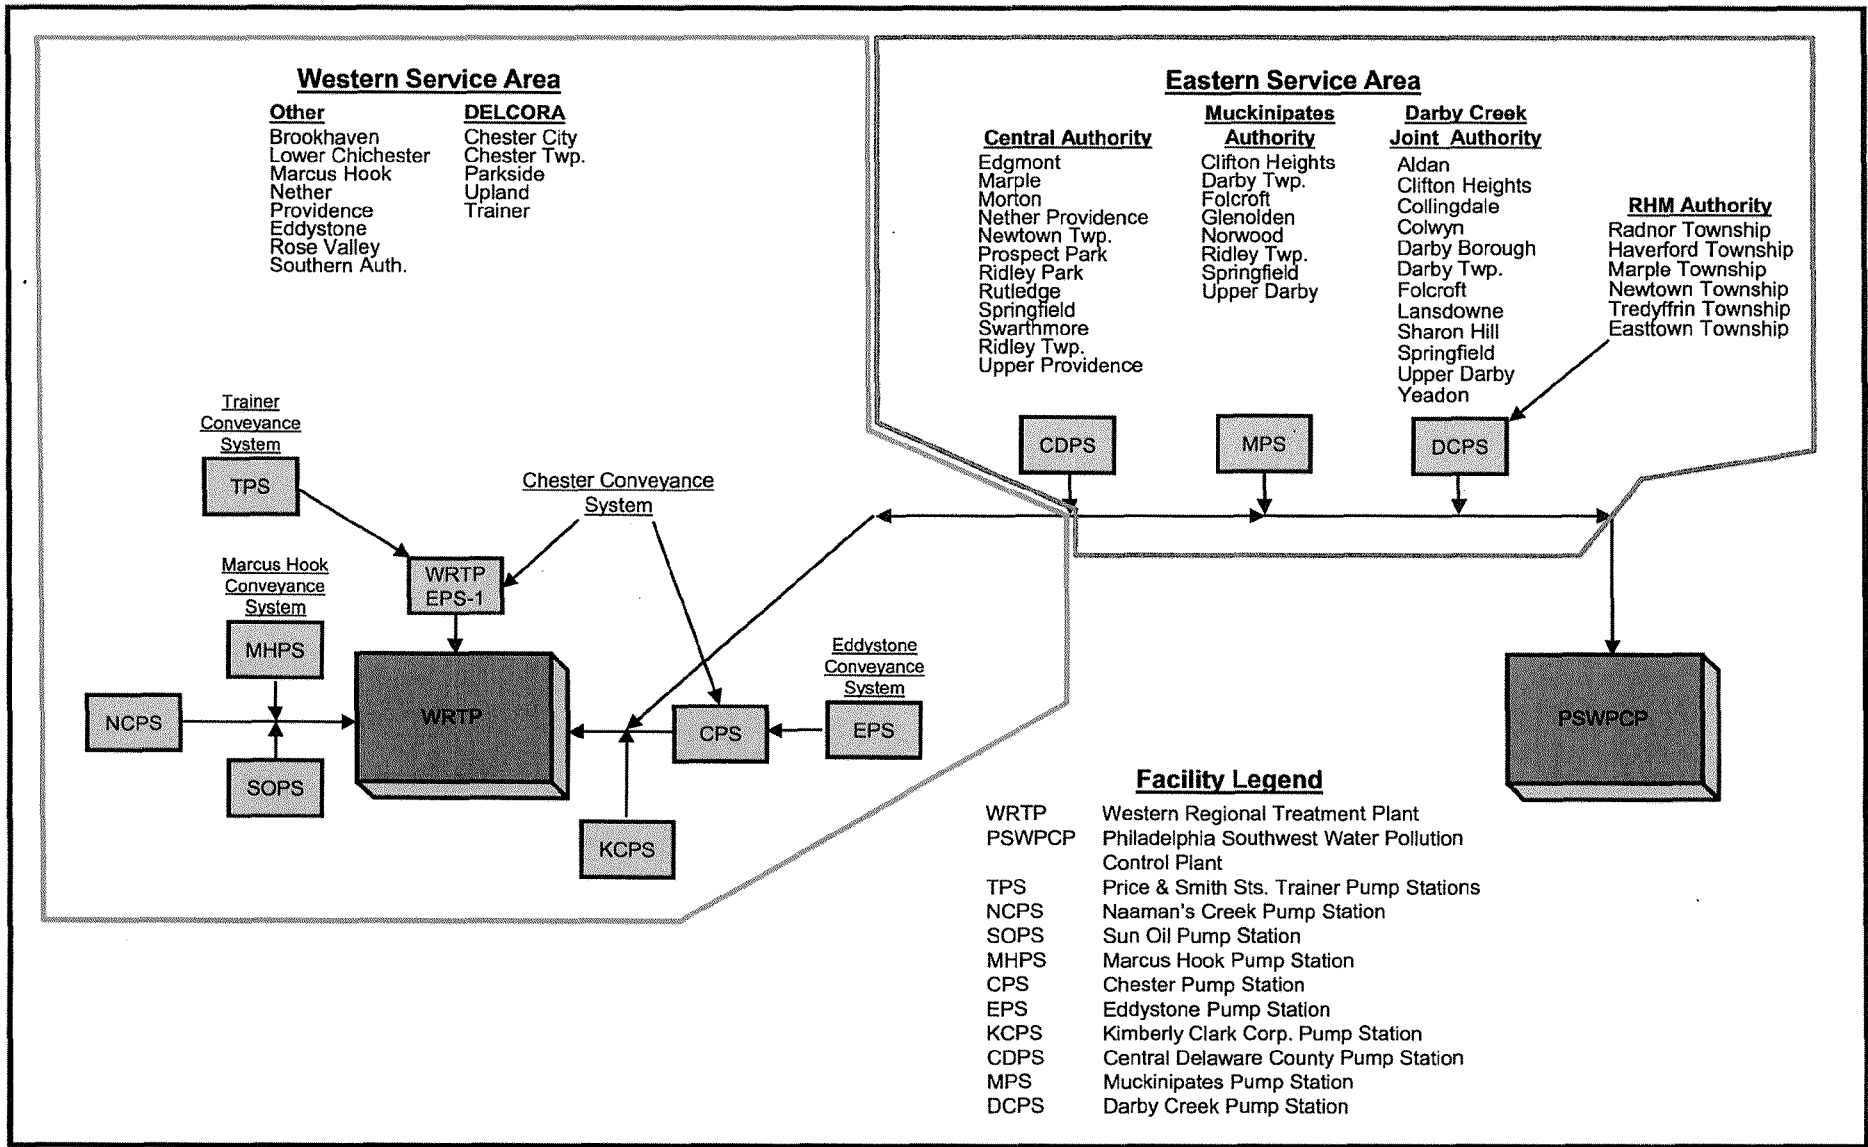 Western Service Area
Other
Brookhaven
Lower Chichester
Marcus Hook
Nether
Providence
Eddystone
Rose Valley
Southern Auth.
DELCORA
Chester City
Chester Twp.
Parkside
Upland
Trainer
Eastern Service Area
Central Authority
Edgmont
Marple
Morton
Nether Providence
Newtown Twp.
Prospect Park
Ridley Park
Rutledge
Springfield
Swarthmore
Ridley Twp.
Upper Providence
Muckinipates
Authority
Clifton Heights
Darby Twp.
Folcroft
Glenolden
Norwood
Ridley Twp.
Springfield
Upper Darby
Darby Creek
Joint Authority
Aldan
Clifton Heights
Collingdale
Colwyn
Darby Borough
Darby Twp.
Folcroft
Lansdowne
Sharon Hill
Springfield
Upper Darby
Yeadon
RHM Authority
Radnor Township
Haverford Township
Marple Township
Newtown Township
Tredyffrin Township
Easttown Township
CDPS
MPS
DCPS
Trainer
Conveyance
System
TPS
Chester Conveyance
System
WRTP
EPS-1
Marcus Hook
Conveyance
System
MHPS
NCPS
SOPS
WRTP
KCPS
CPS
Eddystone
Conveyance
System
EPS
PSWPCP
Facility Legend
WRTP Western Regional Treatment Plant
PSWPCP Philadelphia Southwest Water Pollution
Control Plant
TPS Price & Smith Sts. Trainer Pump Stations
NCPS Naaman's Creek Pump Station
SOPS Sun Oil Pump Station
MHPS Marcus Hook Pump Station
CPS Chester Pump Station
EPS Eddystone Pump Station
KCPS Kimberly Clark Corp. Pump Station
CDPS Central Delaware County Pump Station
MPS Muckinipates Pump Station
DCPS Darby Creek Pump Station